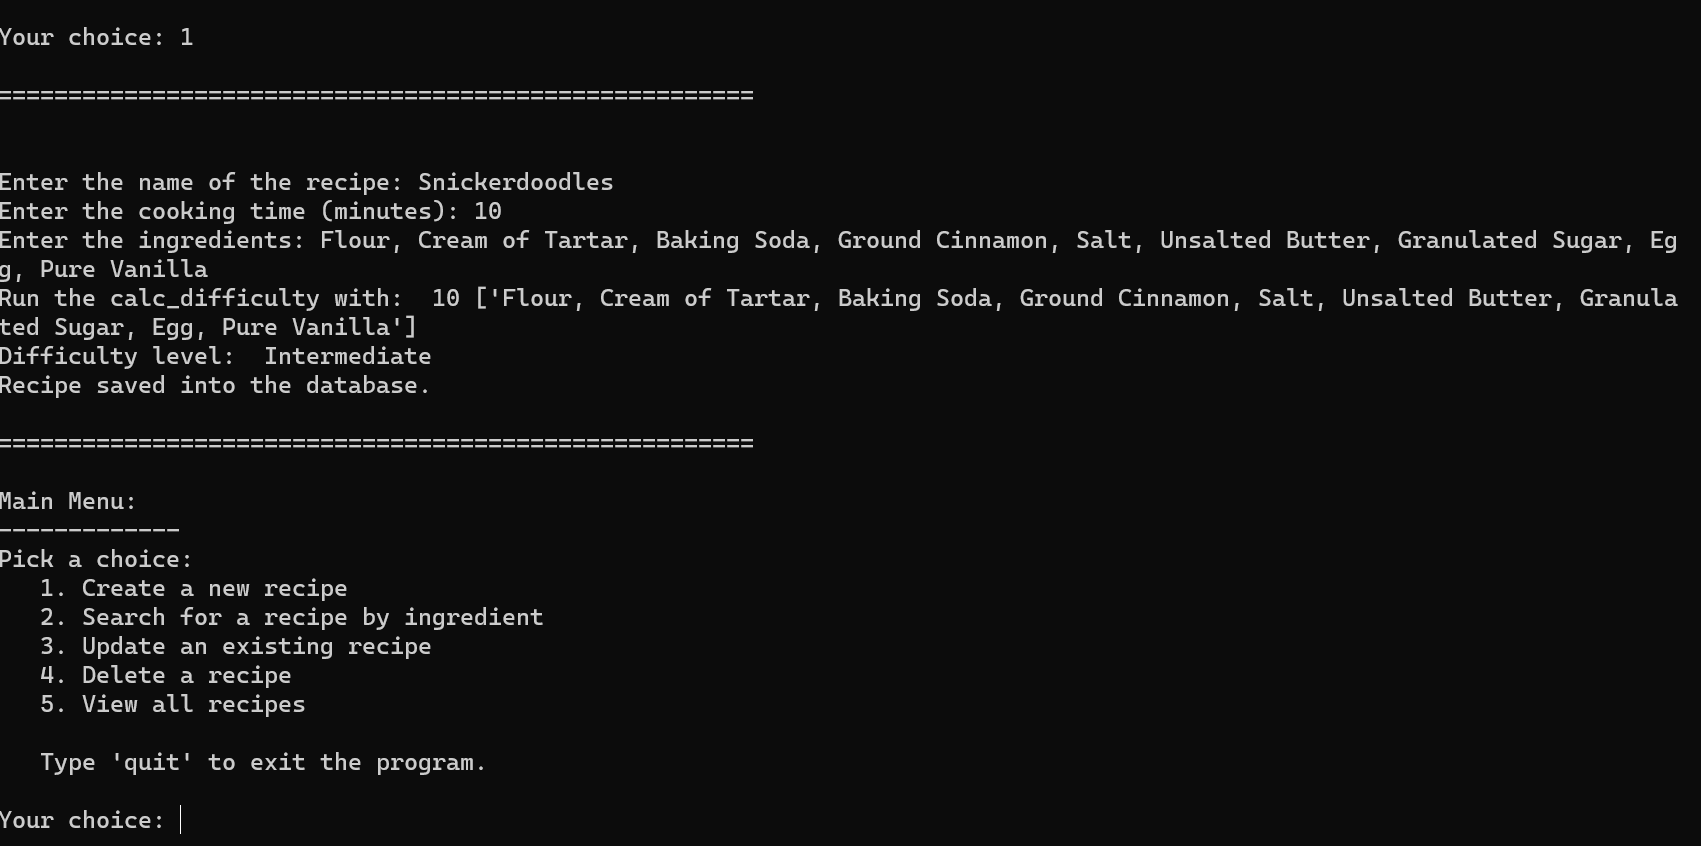 Your choice: 1
======================================================
Enter the name of the recipe: Snickerdoodles
Enter the cooking time (minutes): 10
Enter the ingredients: Flour, Cream of Tartar, Baking Soda, Ground Cinnamon, Salt, Unsalted Butter, Granulated Sugar, Eg
g, Pure Vanilla
Run the calc_difficulty with:  10 ['Flour, Cream of Tartar, Baking Soda, Ground Cinnamon, Salt, Unsalted Butter, Granula
ted Sugar, Egg, Pure Vanilla']
Difficulty level:  Intermediate
Recipe saved into the database.
======================================================
Main Menu:
-------------
Pick a choice:
   1. Create a new recipe
   2. Search for a recipe by ingredient
   3. Update an existing recipe
   4. Delete a recipe
   5. View all recipes
   Type 'quit' to exit the program.
Your choice: